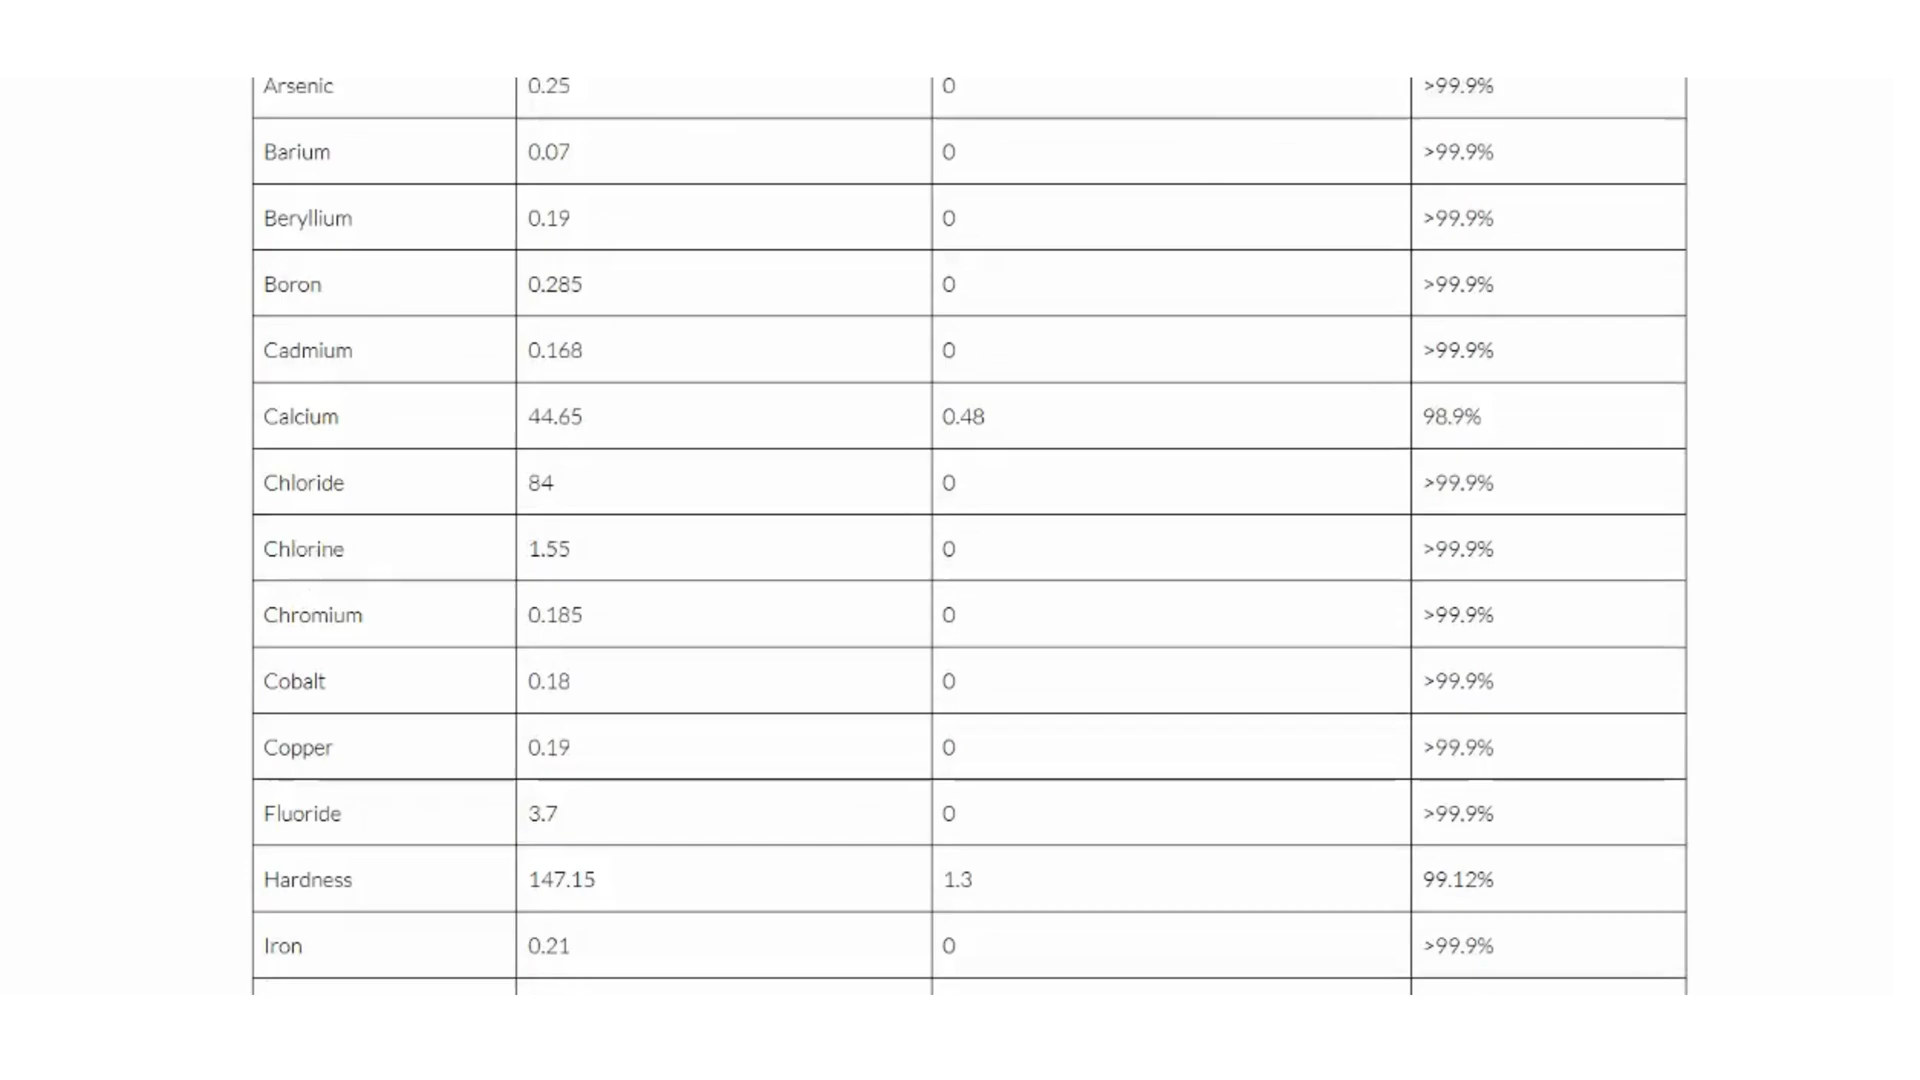 Arsenic 0.25 0 >99.9%
Barium 0.07 0 >99.9%
Beryllium 0.19 0 >99.9%
Boron 0.285 0 >99.9%
Cadmium 0.168 0 >99.9%
Calcium 44.65 0.48 98.9%
Chloride 84 0 >99.9%
Chlorine 1.55 0 >99.9%
Chromium 0.185 0 >99.9%
Cobalt 0.18 0 >99.9%
Copper 0.19 0 >99.9%
Fluoride 3.7 0 >99.9%
Hardness 147.15 1.3 99.12%
Iron 0.21 0 >99.9%